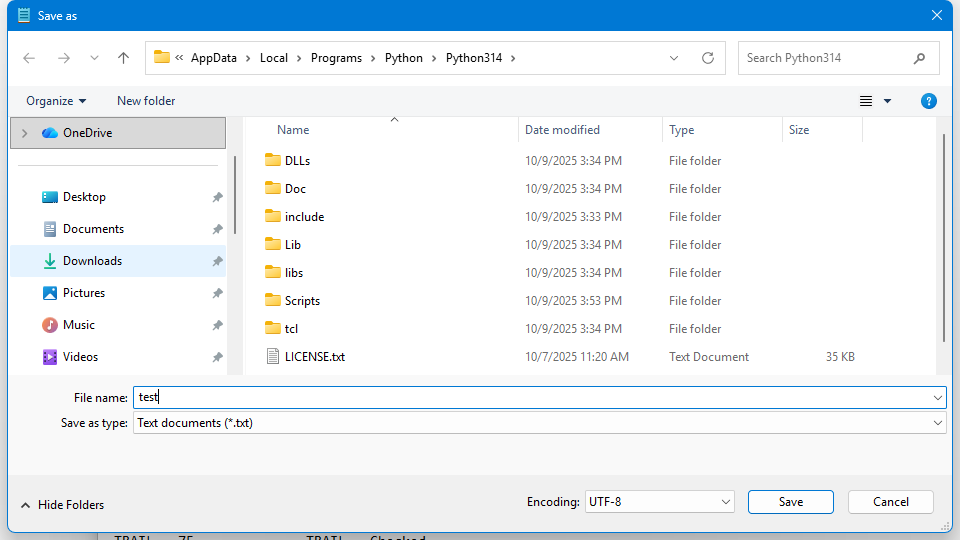 Save as
« AppData > Local > Programs > Python > Python314 >
Search Python314
Organize
New folder
?
OneDrive
Desktop
Documents
Downloads
Pictures
Music
Videos
Name Date modified Type Size
DLLs 10/9/2025 3:34 PM File folder
Doc 10/9/2025 3:34 PM File folder
include 10/9/2025 3:33 PM File folder
Lib 10/9/2025 3:34 PM File folder
libs 10/9/2025 3:34 PM File folder
Scripts 10/9/2025 3:53 PM File folder
tcl 10/9/2025 3:34 PM File folder
LICENSE.txt 10/7/2025 11:20 AM Text Document 35 KB
File name: test
Save as type: Text documents (*.txt)
Hide Folders
Encoding: UTF-8
Save
Cancel